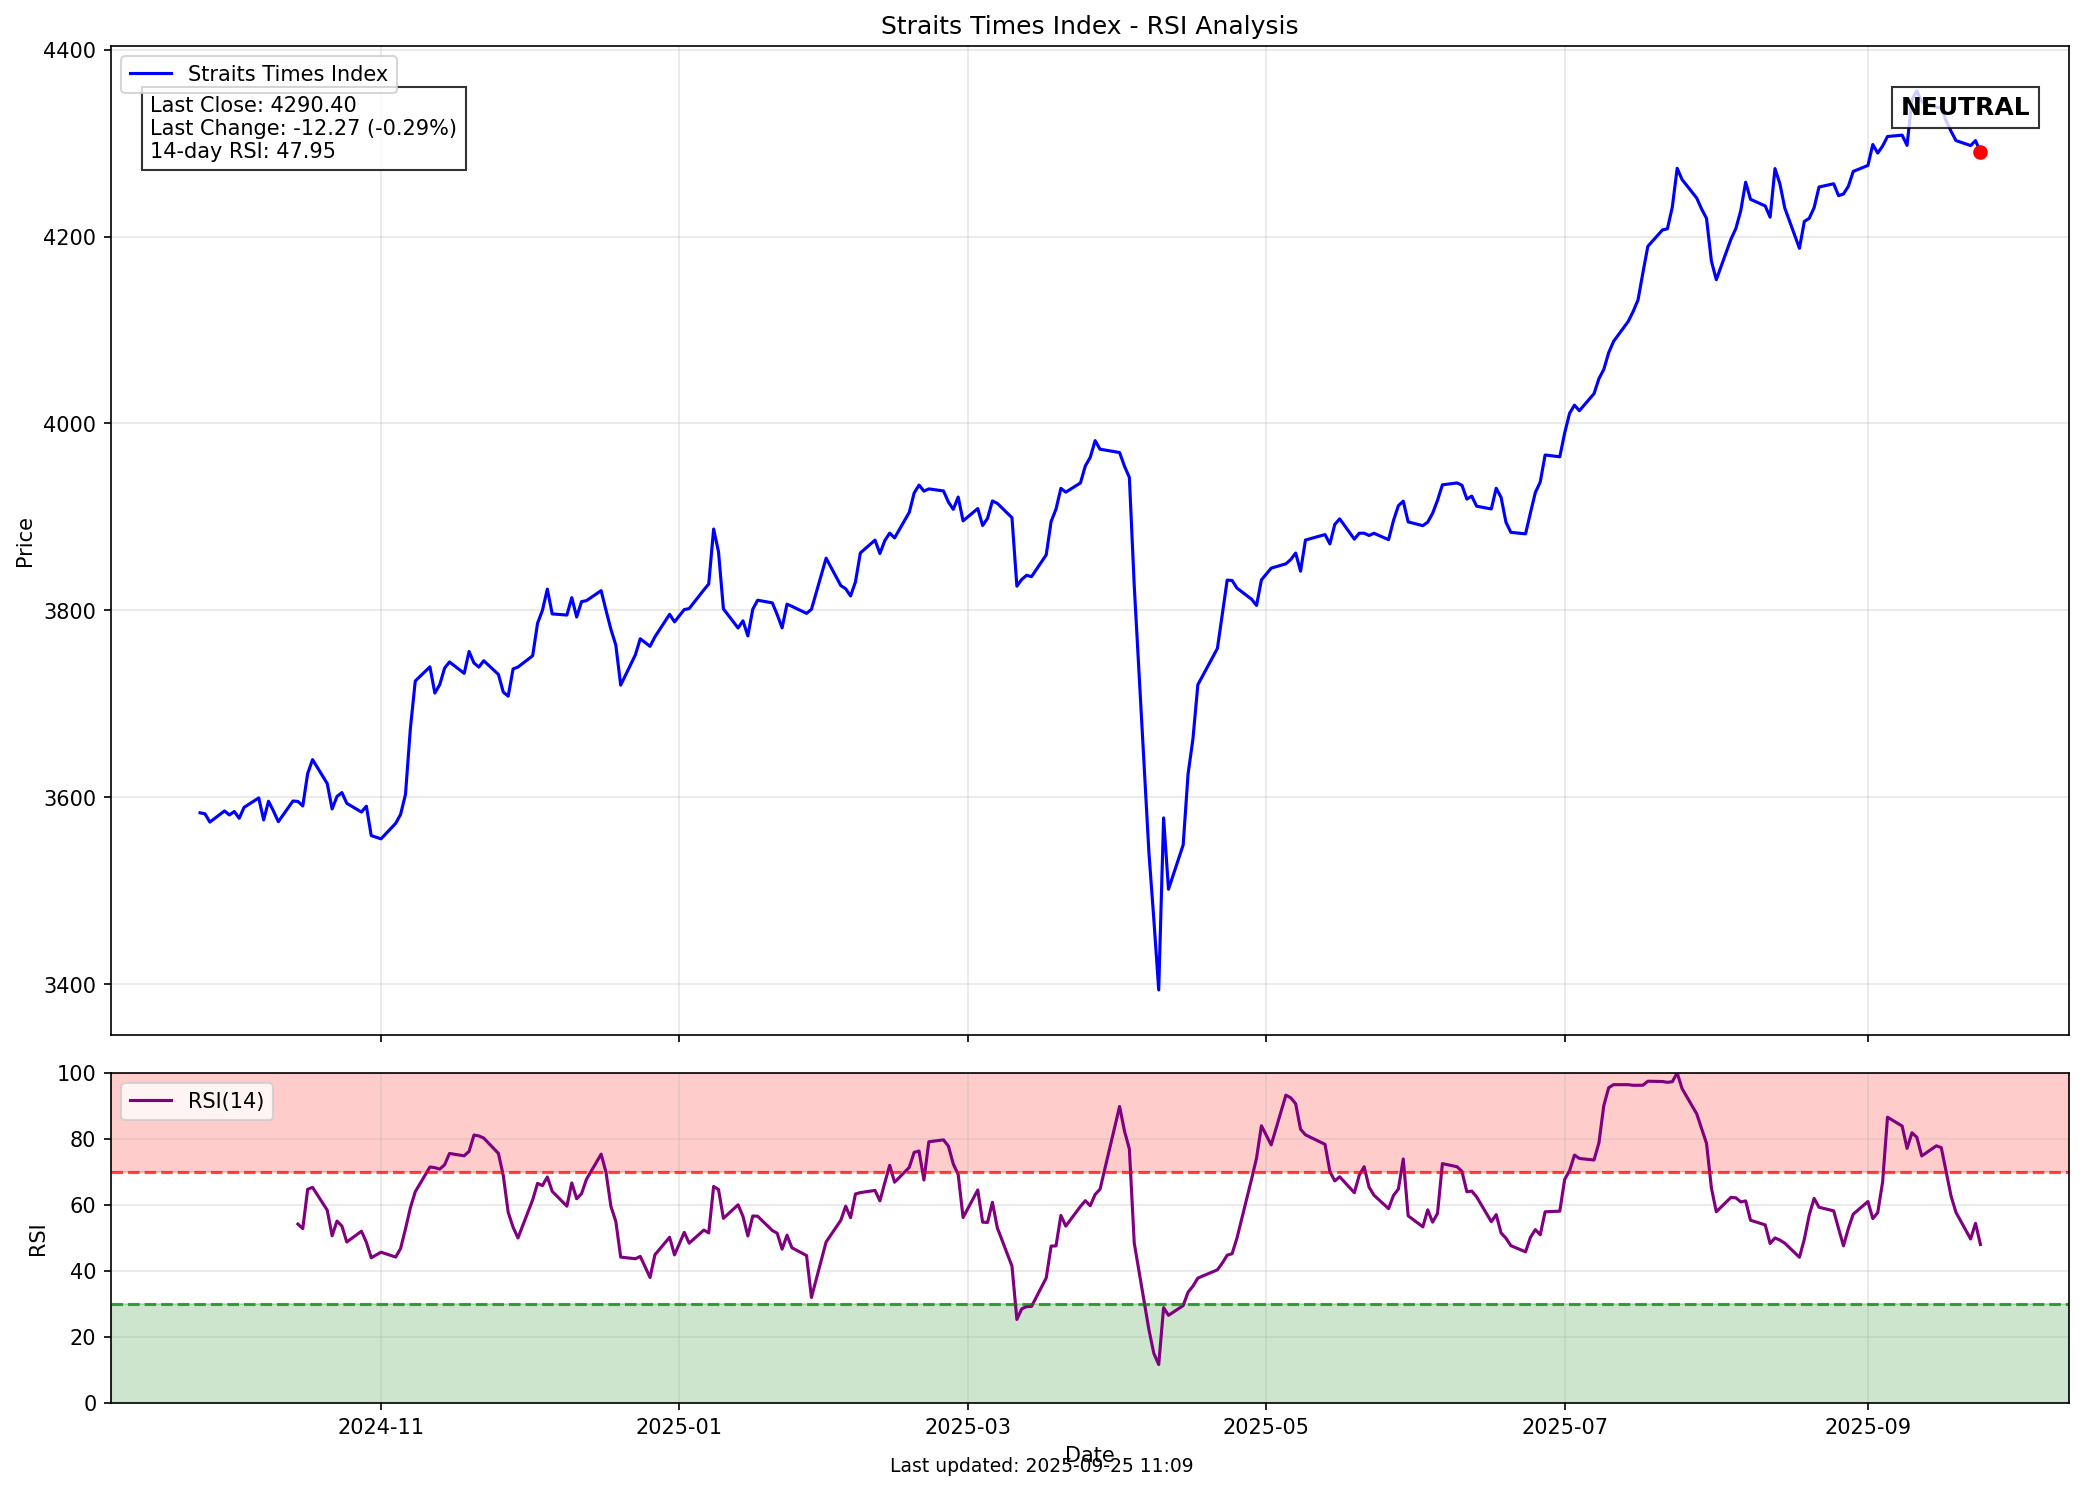 Straits Times Index - RSI Analysis
4400
4200
4000
3800
3600
3400
Price
Straits Times Index
Last Close: 4290.40
Last Change: -12.27 (-0.29%)
14-day RSI: 47.95
NEUTRAL
100
80
60
40
20
0
RSI
RSI(14)
2024-11
2025-01
2025-03
2025-05
2025-07
2025-09
Date
Last updated: 2025-09-25 11:09